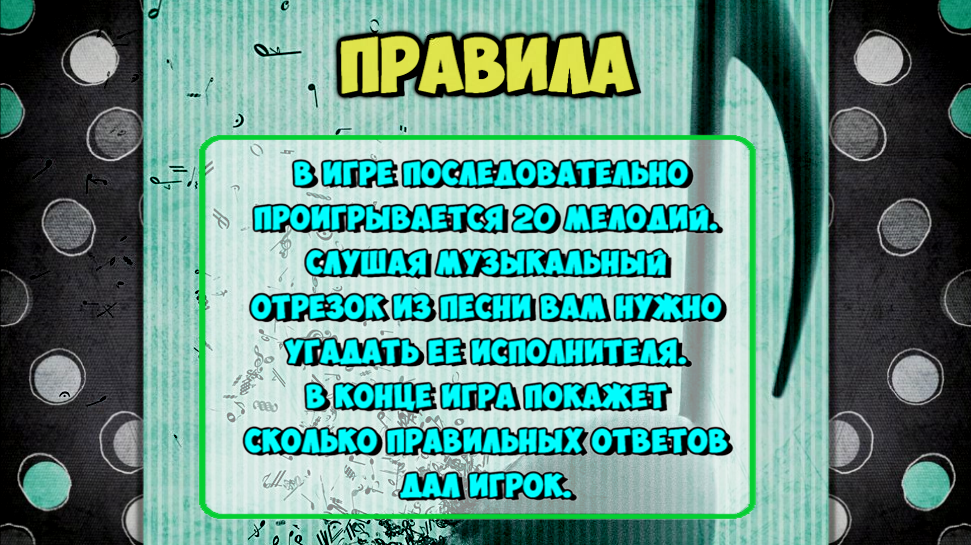 ПРАВИЛА
В ИГРЕ ПОСЛЕДОВАТЕЛЬНО
ПРОИГРЫВАЕТСЯ 20 МЕЛОДИЙ.
СЛУШАЯ МУЗЫКАЛЬНЫЙ
ОТРЕЗОК ИЗ ПЕСНИ ВАМ НУЖНО
УГАДАТЬ ЕЕ ИСПОЛНИТЕЛЯ.
В КОНЦЕ ИГРА ПОКАЖЕТ
СКОЛЬКО ПРАВИЛЬНЫХ ОТВЕТОВ
ДАЛ ИГРОК.